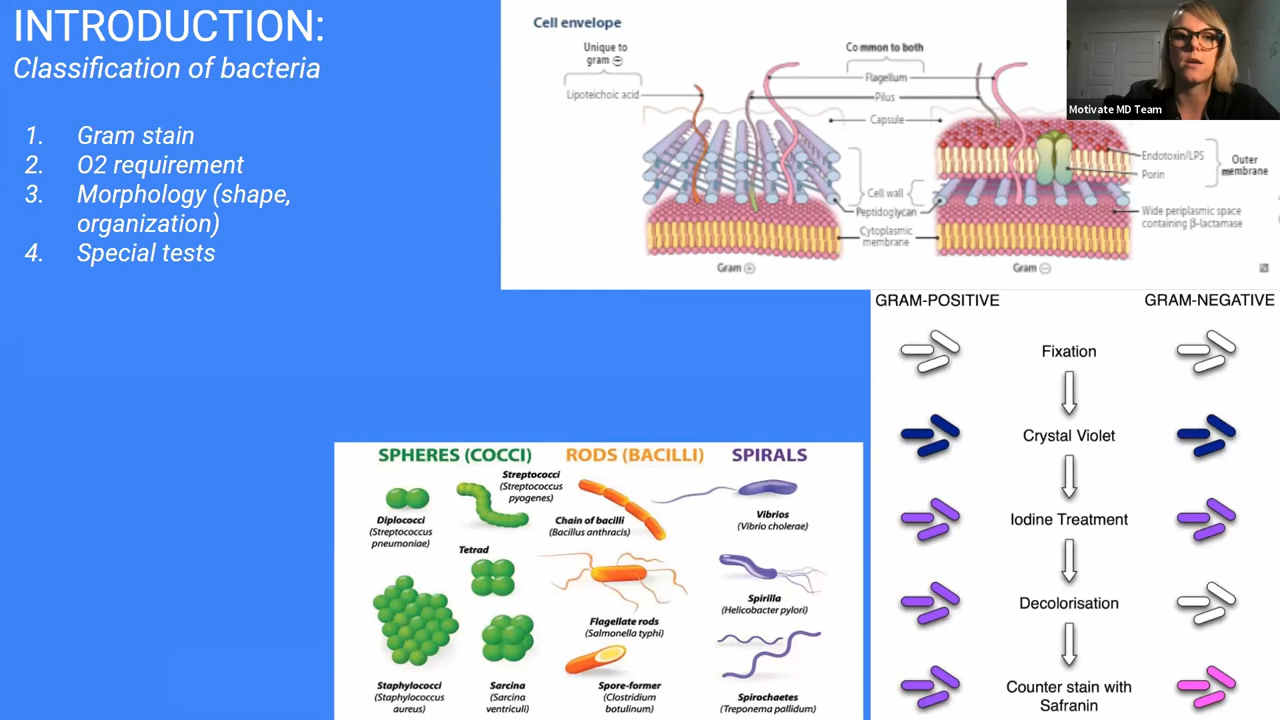 INTRODUCTION:
Classification of bacteria
1. Gram stain
2. O2 requirement
3. Morphology (shape,
organization)
4. Special tests
Cell envelope
Unique to
gram ⊖
Common to both
Lipoteichoic acid
Flagellum
Pilus
Capsule
Cell wall
Peptidoglycan
Cytoplasmic
membrane
Endotoxin/LPS
Porin
Outer
membrane
Wide periplasmic space
containing β-lactamase
Gram ⊕
Gram ⊖
Motivate MD Team
GRAM-POSITIVE
GRAM-NEGATIVE
Fixation
Crystal Violet
Iodine Treatment
Decolorisation
Counter stain with
Safranin
SPHERES (COCCI)
RODS (BACILLI)
SPIRALS
Diplococci
(Streptococcus
pneumoniae)
Streptococci
(Streptococcus
pyogenes)
Tetrad
Staphylococci
(Staphylococcus
aureus)
Sarcina
(Sarcina
ventriculi)
Chain of bacilli
(Bacillus anthracis)
Flagellate rods
(Salmonella typhi)
Spore-former
(Clostridium
botulinum)
Vibrios
(Vibrio cholerae)
Spirilla
(Helicobacter pylori)
Spirochaetes
(Treponema pallidum)